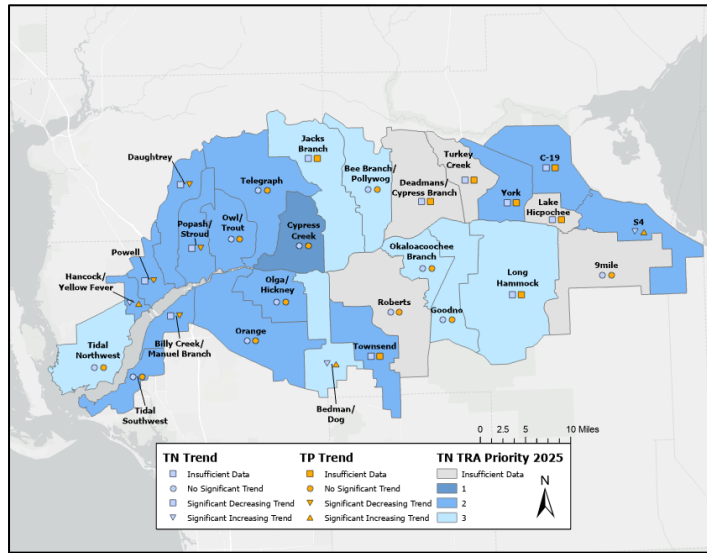 Jacks
Branch
Daughtrey
Telegraph
Bee Branch/
Pollywog
Turkey
Creek
C-19
Deadmans/
Cypress Branch
York
Lake
Hicpochee
S4
Popash/
Stroud
Owl/
Trout
Cypress
Creek
Okaloacoochee
Branch
Powell
Hancock/
Yellow Fever
Olga/
Hickney
Long
Hammock
9mile
Roberts
Goodno
Tidal
Northwest
Billy Creek/
Manuel Branch
Orange
Townsend
Tidal
Southwest
Bedman/
Dog
0 2.5 5 10 Miles
N
TN Trend
Insufficient Data
No Significant Trend
Significant Decreasing Trend
Significant Increasing Trend
TP Trend
Insufficient Data
No Significant Trend
Significant Decreasing Trend
Significant Increasing Trend
TN TRA Priority 2025
Insufficient Data
1
2
3